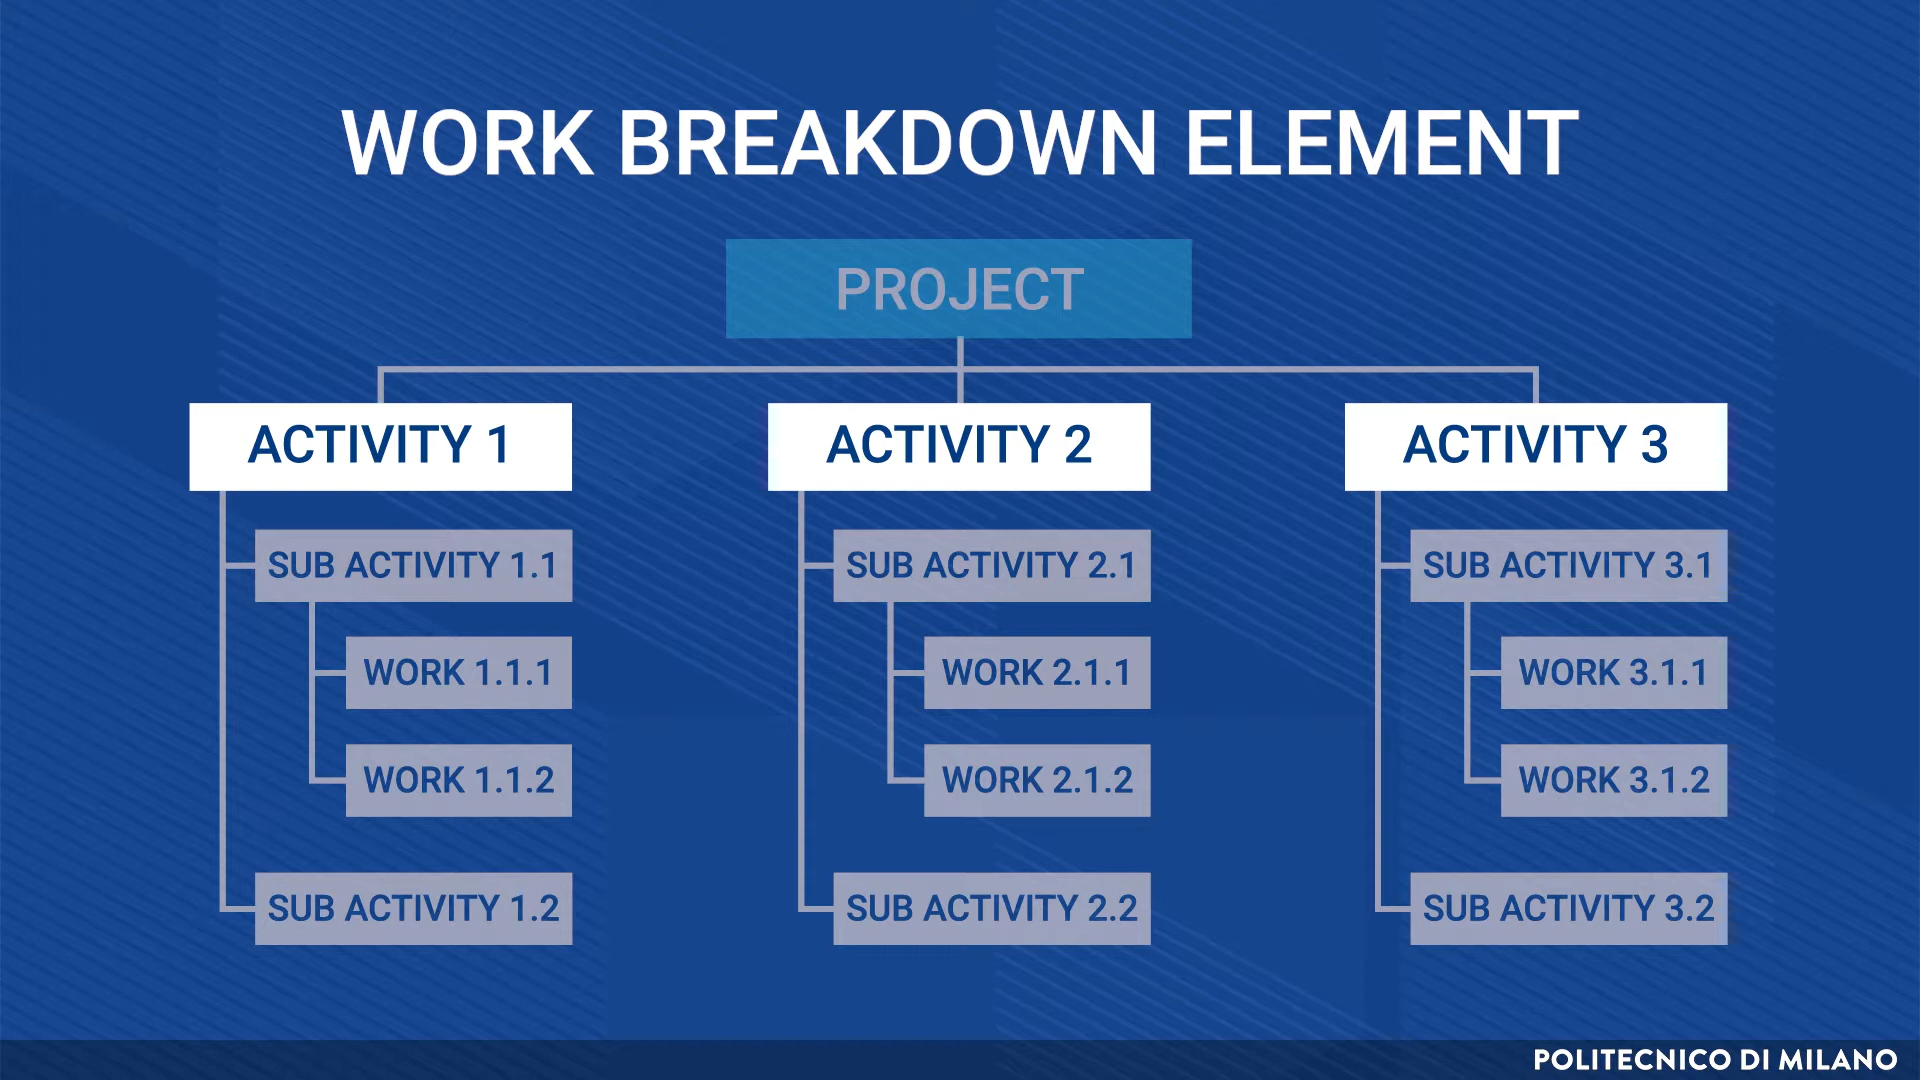 WORK BREAKDOWN ELEMENT
PROJECT
ACTIVITY 1
SUB ACTIVITY 1.1
WORK 1.1.1
WORK 1.1.2
SUB ACTIVITY 1.2
ACTIVITY 2
SUB ACTIVITY 2.1
WORK 2.1.1
WORK 2.1.2
SUB ACTIVITY 2.2
ACTIVITY 3
SUB ACTIVITY 3.1
WORK 3.1.1
WORK 3.1.2
SUB ACTIVITY 3.2
POLITECNICO DI MILANO